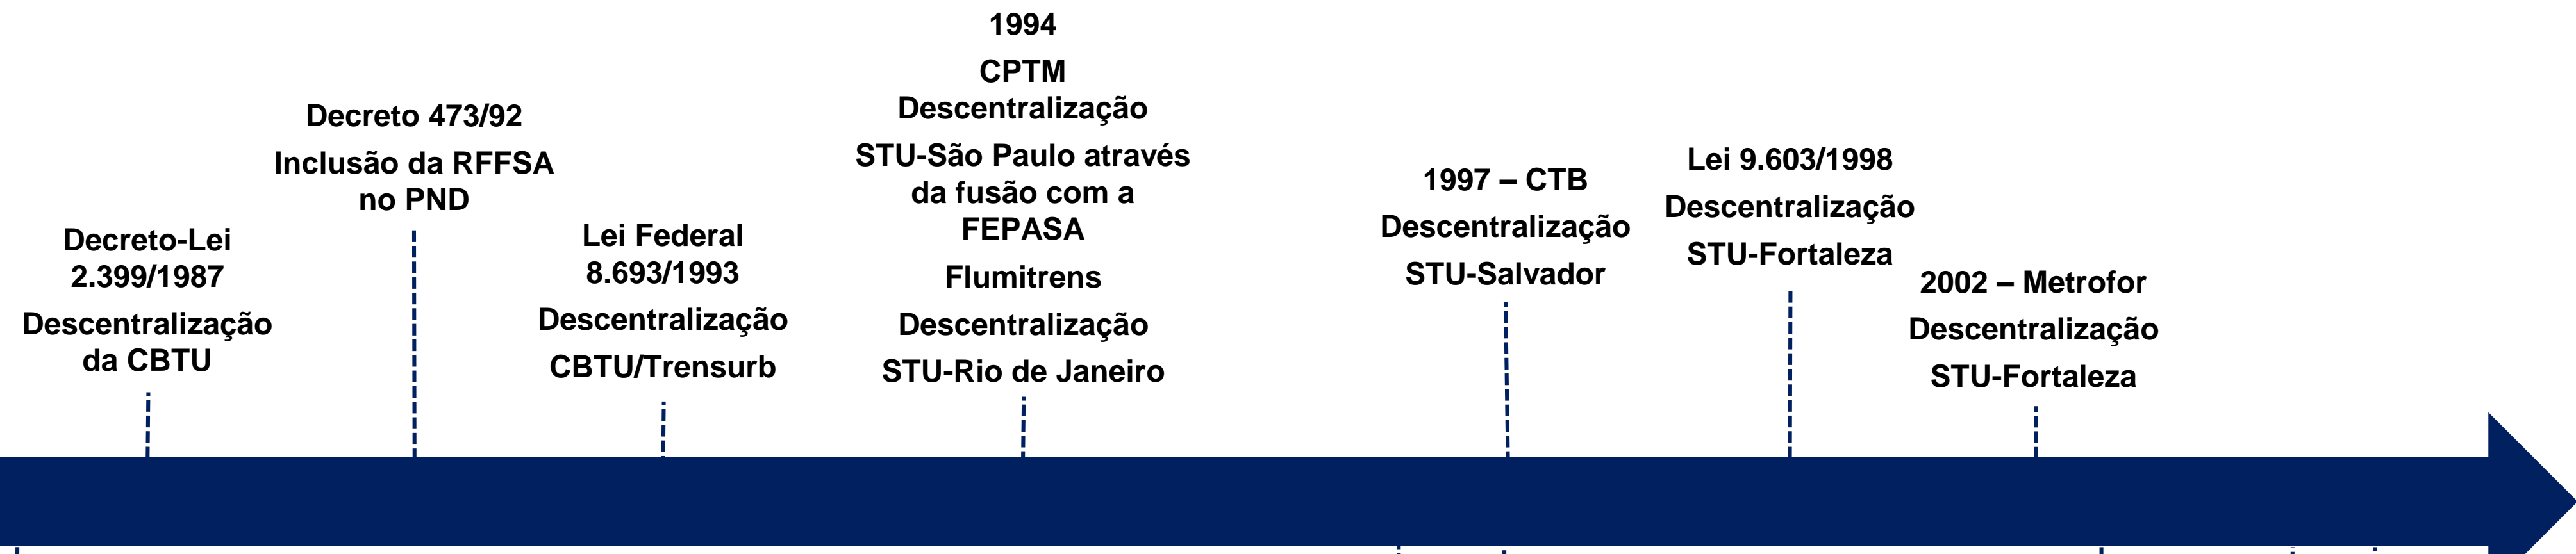 Decreto-Lei
2.399/1987
Descentralização
da CBTU
Decreto 473/92
Inclusão da RFFSA
no PND
Lei Federal
8.693/1993
Descentralização
CBTU/Trensurb
1994
CPTM
Descentralização
STU-São Paulo através
da fusão com a
FEPASA
Flumitrens
Descentralização
STU-Rio de Janeiro
1997 – CTB
Descentralização
STU-Salvador
Lei 9.603/1998
Descentralização
STU-Fortaleza
2002 – Metrofor
Descentralização
STU-Fortaleza